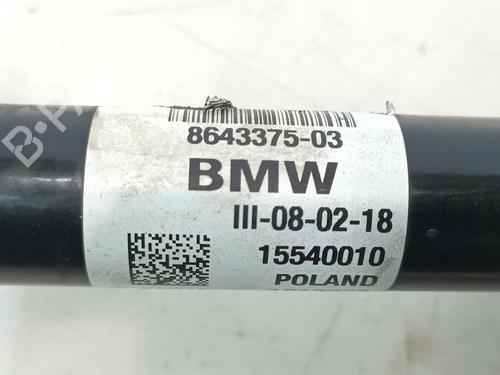 8643375-03
BMW
III-08-02-18
15540010
POLAND